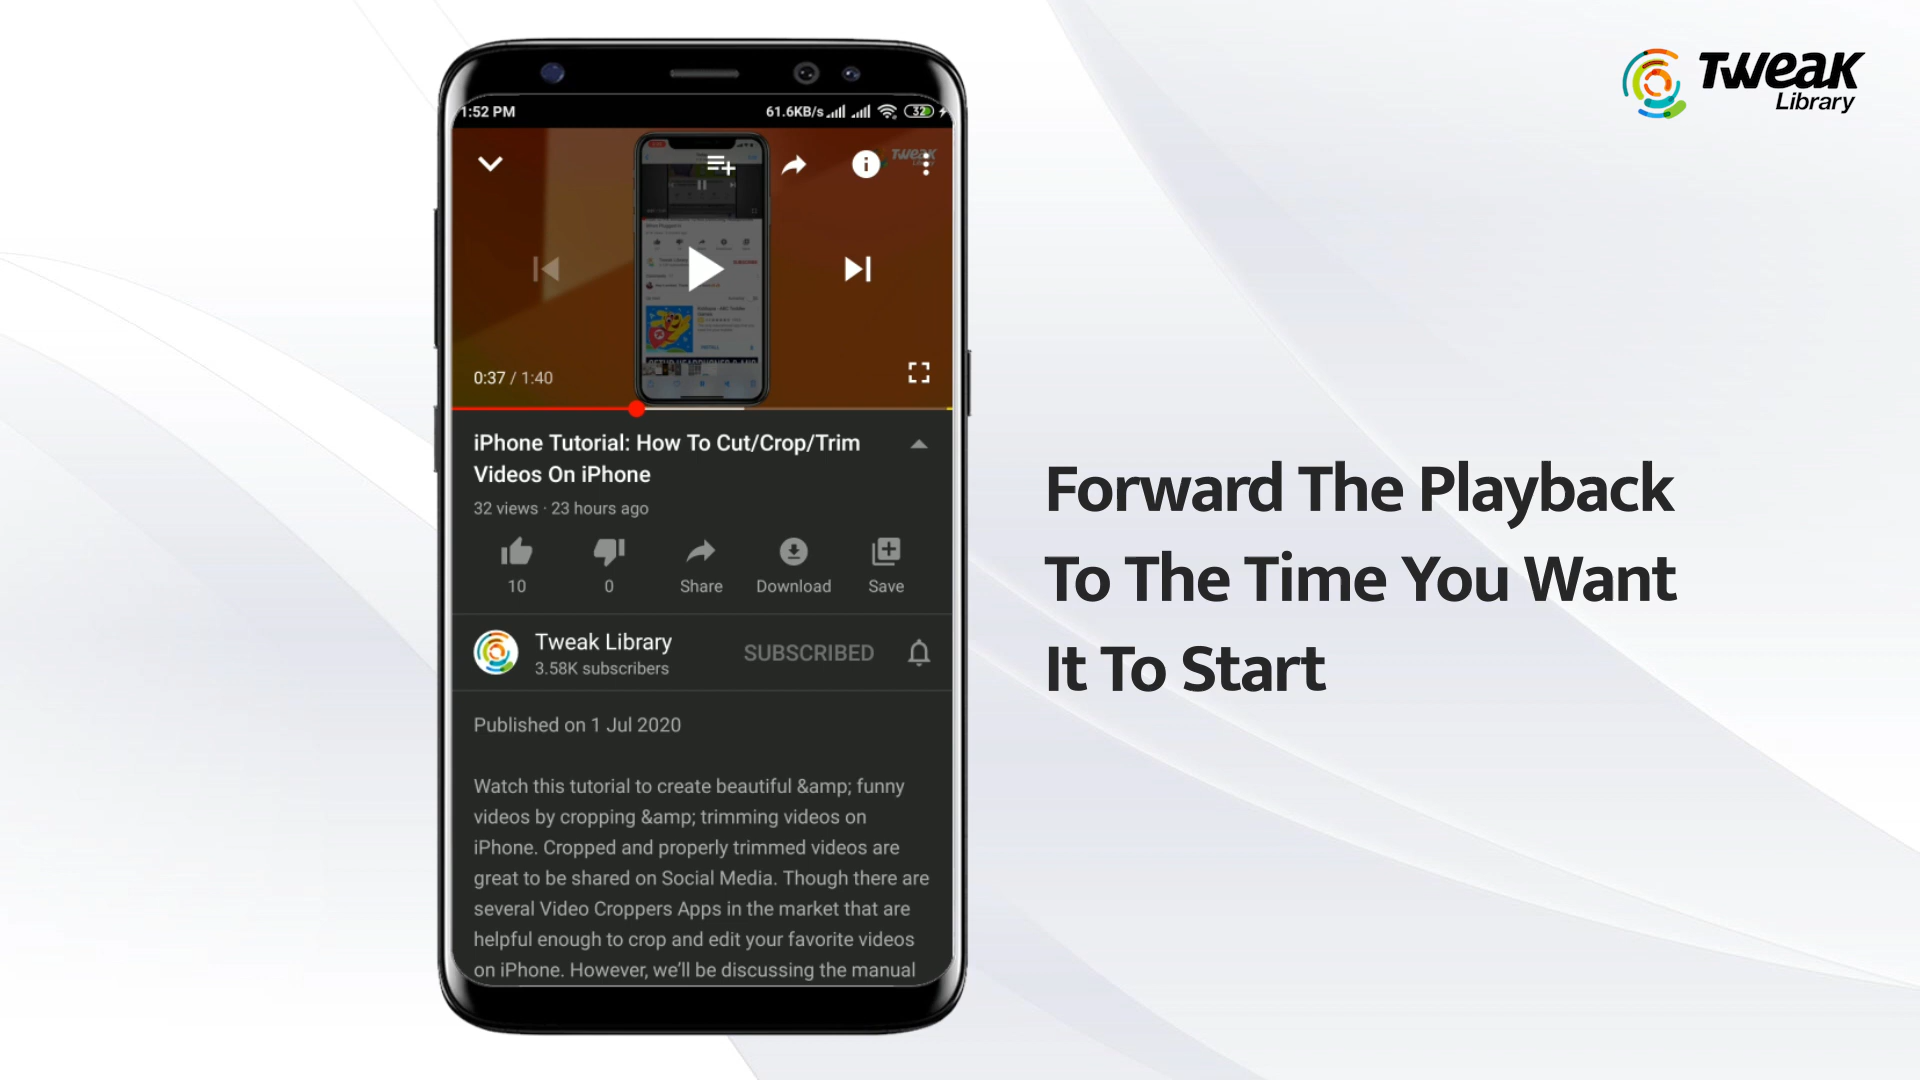 TWEAK
Library
1:52 PM
61.6KB/s
32
TWEAK
0:37 / 1:40
iPhone Tutorial: How To Cut/Crop/Trim
Videos On iPhone
32 views · 23 hours ago
10
0
Share
Download
Save
Tweak Library
3.58K subscribers
SUBSCRIBED
Published on 1 Jul 2020
Watch this tutorial to create beautiful &amp; funny
videos by cropping &amp; trimming videos on
iPhone. Cropped and properly trimmed videos are
great to be shared on Social Media. Though there are
several Video Croppers Apps in the market that are
helpful enough to crop and edit your favorite videos
on iPhone. However, we'll be discussing the manual
Forward The Playback
To The Time You Want
It To Start